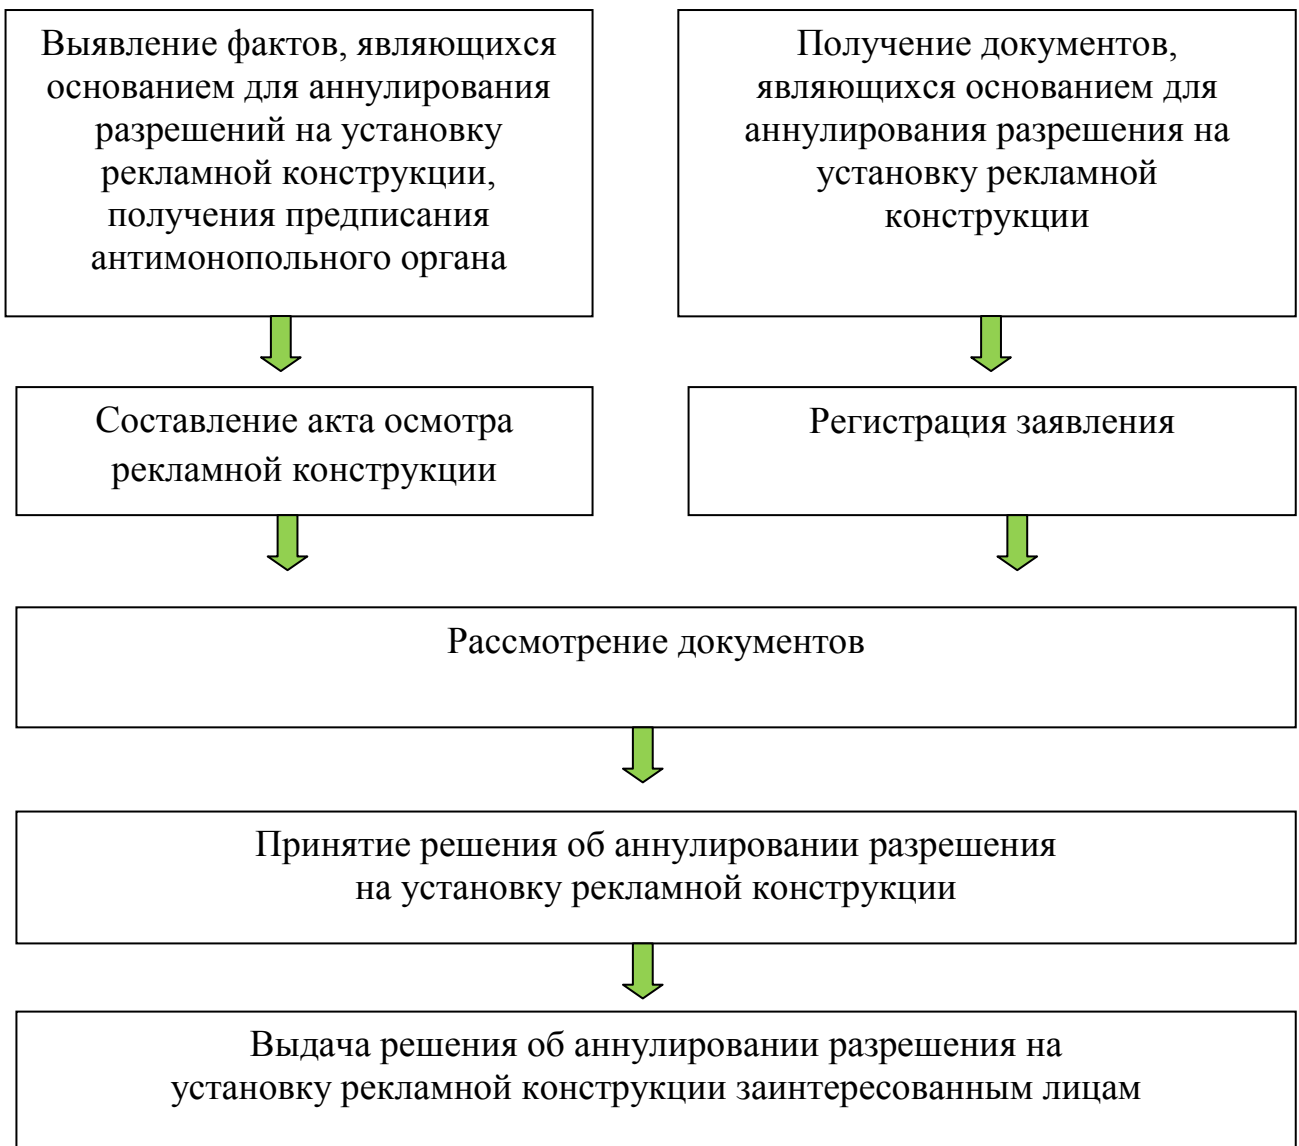 Выявление фактов, являющихся
основанием для аннулирования
разрешений на установку
рекламной конструкции,
получения предписания
антимонопольного органа
Получение документов,
являющихся основанием для
аннулирования разрешения на
установку рекламной
конструкции
Составление акта осмотра
рекламной конструкции
Регистрация заявления
Рассмотрение документов
Принятие решения об аннулировании разрешения
на установку рекламной конструкции
Выдача решения об аннулировании разрешения на
установку рекламной конструкции заинтересованным лицам